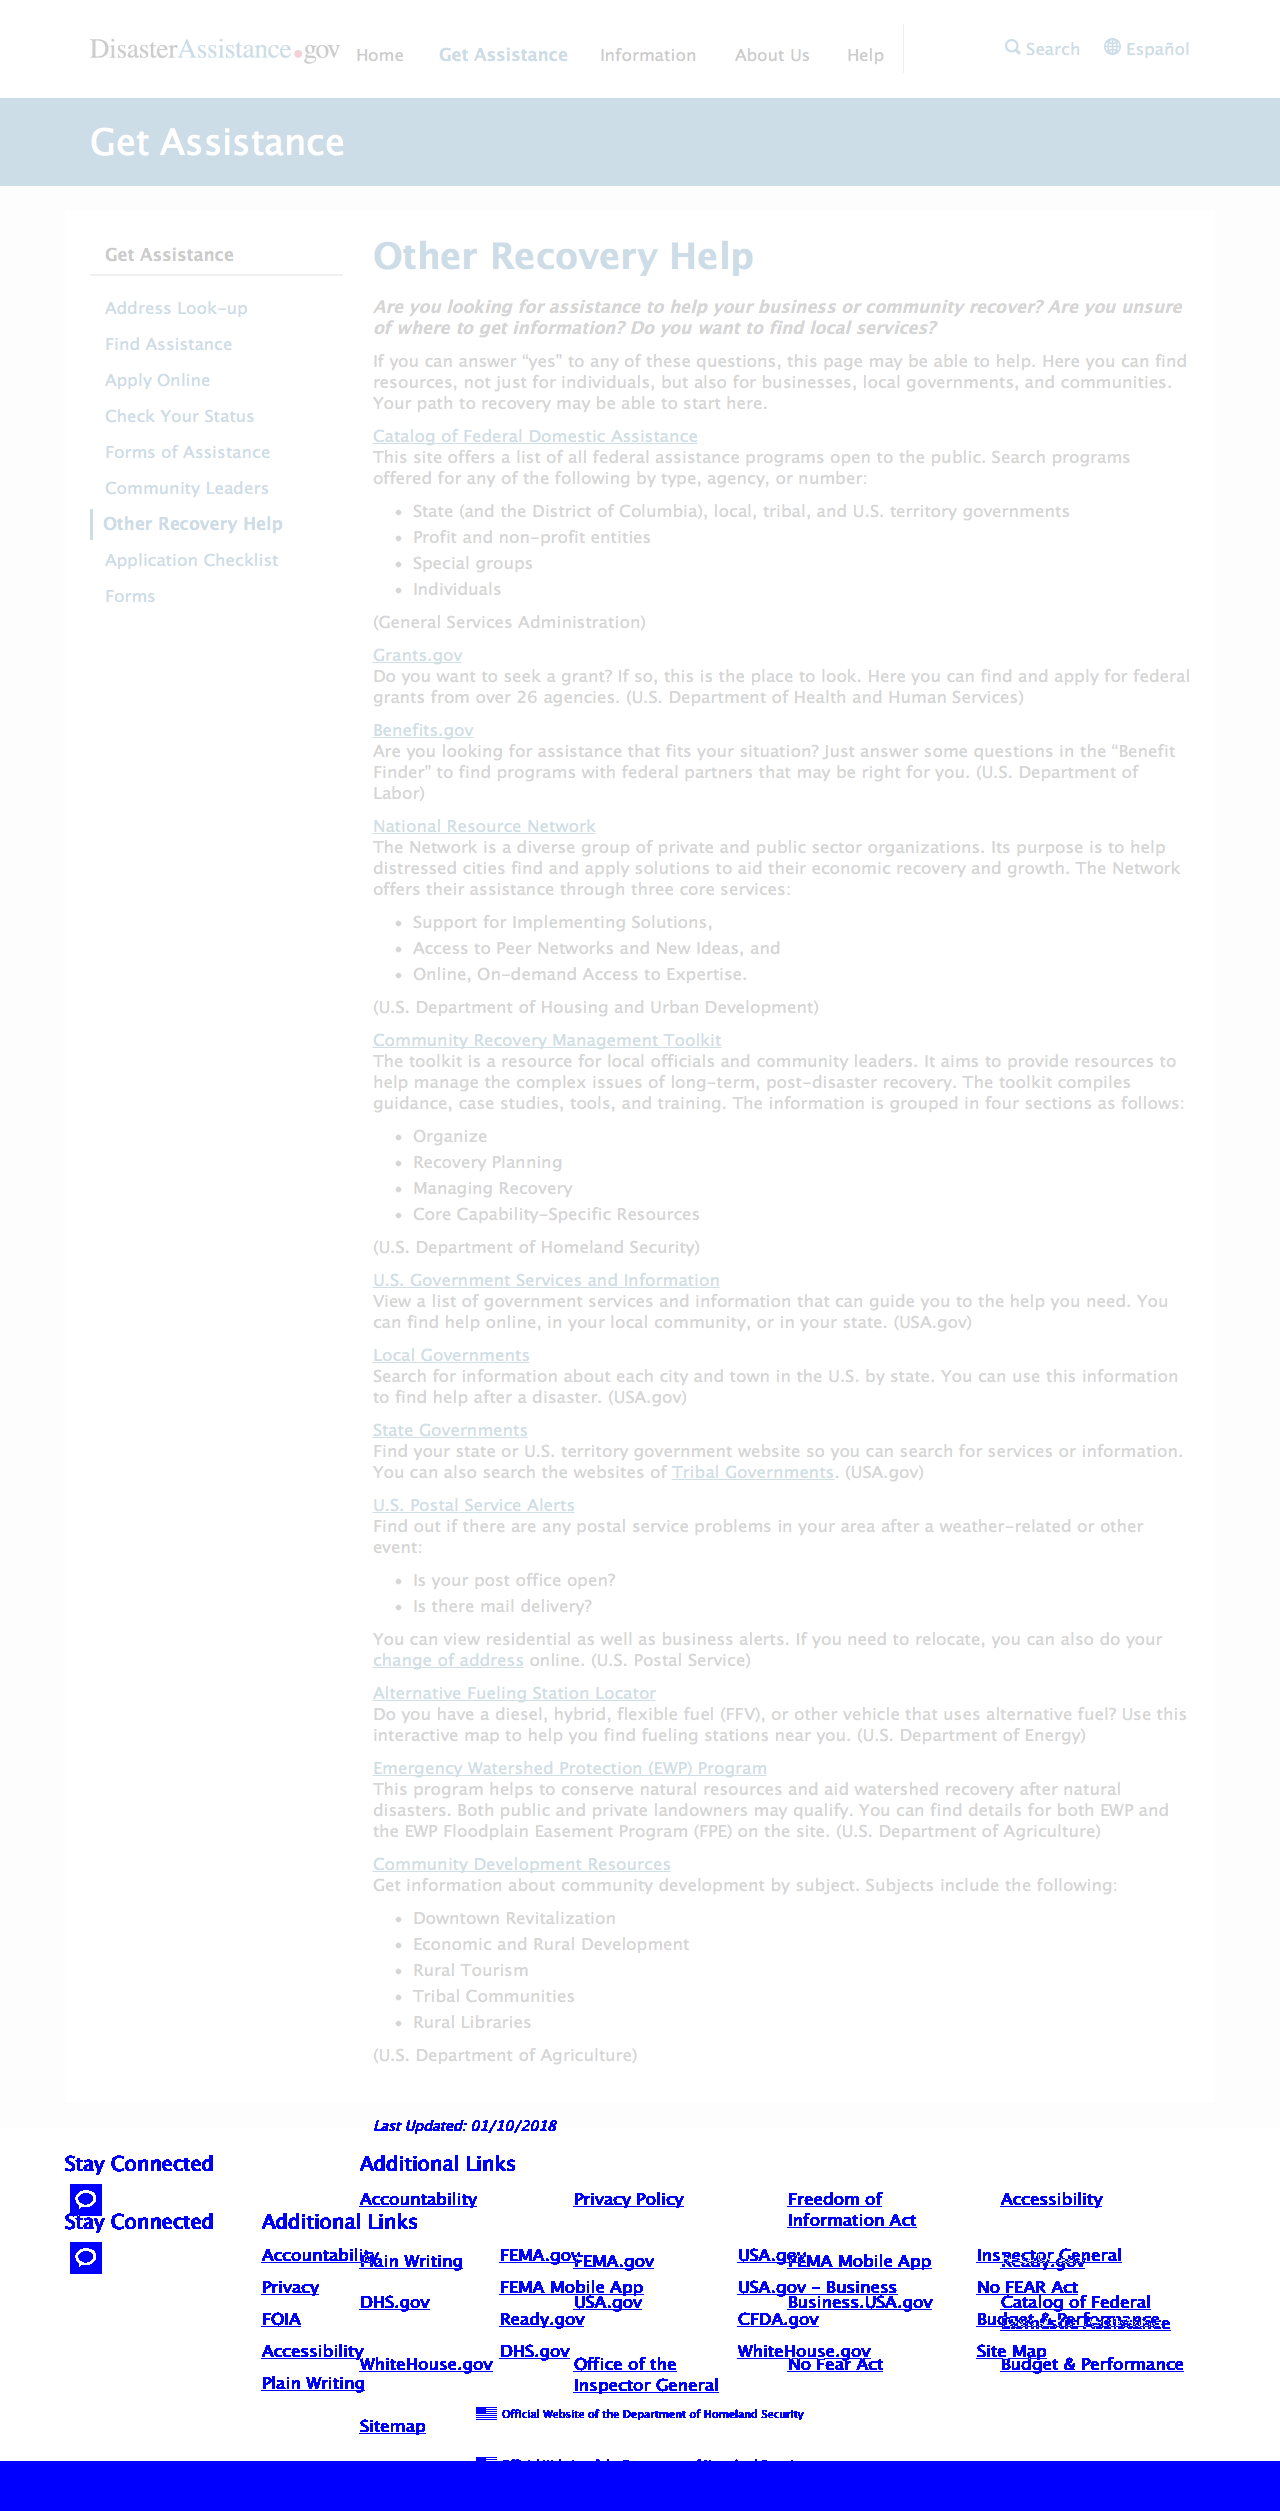 DisasterAssistance.gov
Home
Get Assistance
Information
About Us
Help
Search
Español
Get Assistance
Get Assistance
Address Look-up
Find Assistance
Apply Online
Check Your Status
Forms of Assistance
Community Leaders
Other Recovery Help
Application Checklist
Forms
Other Recovery Help
Are you looking for assistance to help your business or community recover? Are you unsure
of where to get information? Do you want to find local services?
If you can answer “yes” to any of these questions, this page may be able to help. Here you can find
resources, not just for individuals, but also for businesses, local governments, and communities.
Your path to recovery may be able to start here.
Catalog of Federal Domestic Assistance
This site offers a list of all federal assistance programs open to the public. Search programs
offered for any of the following by type, agency, or number:
• State (and the District of Columbia), local, tribal, and U.S. territory governments
• Profit and non-profit entities
• Special groups
• Individuals
(General Services Administration)
Grants.gov
Do you want to seek a grant? If so, this is the place to look. Here you can find and apply for federal
grants from over 26 agencies. (U.S. Department of Health and Human Services)
Benefits.gov
Are you looking for assistance that fits your situation? Just answer some questions in the “Benefit
Finder” to find programs with federal partners that may be right for you. (U.S. Department of
Labor)
National Resource Network
The Network is a diverse group of private and public sector organizations. Its purpose is to help
distressed cities find and apply solutions to aid their economic recovery and growth. The Network
offers their assistance through three core services:
• Support for Implementing Solutions,
• Access to Peer Networks and New Ideas, and
• Online, On-demand Access to Expertise.
(U.S. Department of Housing and Urban Development)
Community Recovery Management Toolkit
The toolkit is a resource for local officials and community leaders. It aims to provide resources to
help manage the complex issues of long-term, post-disaster recovery. The toolkit compiles
guidance, case studies, tools, and training. The information is grouped in four sections as follows:
• Organize
• Recovery Planning
• Managing Recovery
• Core Capability-Specific Resources
(U.S. Department of Homeland Security)
U.S. Government Services and Information
View a list of government services and information that can guide you to the help you need. You
can find help online, in your local community, or in your state. (USA.gov)
Local Governments
Search for information about each city and town in the U.S. by state. You can use this information
to find help after a disaster. (USA.gov)
State Governments
Find your state or U.S. territory government website so you can search for services or information.
You can also search the websites of Tribal Governments. (USA.gov)
U.S. Postal Service Alerts
Find out if there are any postal service problems in your area after a weather-related or other
event:
• Is your post office open?
• Is there mail delivery?
You can view residential as well as business alerts. If you need to relocate, you can also do your
change of address online. (U.S. Postal Service)
Alternative Fueling Station Locator
Do you have a diesel, hybrid, flexible fuel (FFV), or other vehicle that uses alternative fuel? Use this
interactive map to help you find fueling stations near you. (U.S. Department of Energy)
Emergency Watershed Protection (EWP) Program
This program helps to conserve natural resources and aid watershed recovery after natural
disasters. Both public and private landowners may qualify. You can find details for both EWP and
the EWP Floodplain Easement Program (FPE) on the site. (U.S. Department of Agriculture)
Community Development Resources
Get information about community development by subject. Subjects include the following:
• Downtown Revitalization
• Economic and Rural Development
• Rural Tourism
• Tribal Communities
• Rural Libraries
(U.S. Department of Agriculture)
Last Updated: 01/10/2018
Stay Connected
Additional Links
Accountability
Privacy Policy
Freedom of
Information Act
Accessibility
Stay Connected
Additional Links
Accountability
FEMA.gov
USA.gov
Inspector General
Plain Writing
FEMA.gov
FEMA Mobile App
Ready.gov
Privacy
FEMA Mobile App
USA.gov - Business
No FEAR Act
DHS.gov
USA.gov
Business.USA.gov
Catalog of Federal
Domestic Assistance
FOIA
Ready.gov
CFDA.gov
Budget & Performance
Accessibility
DHS.gov
WhiteHouse.gov
Site Map
WhiteHouse.gov
Office of the
Inspector General
No Fear Act
Budget & Performance
Plain Writing
Official Website of the Department of Homeland Security
Sitemap